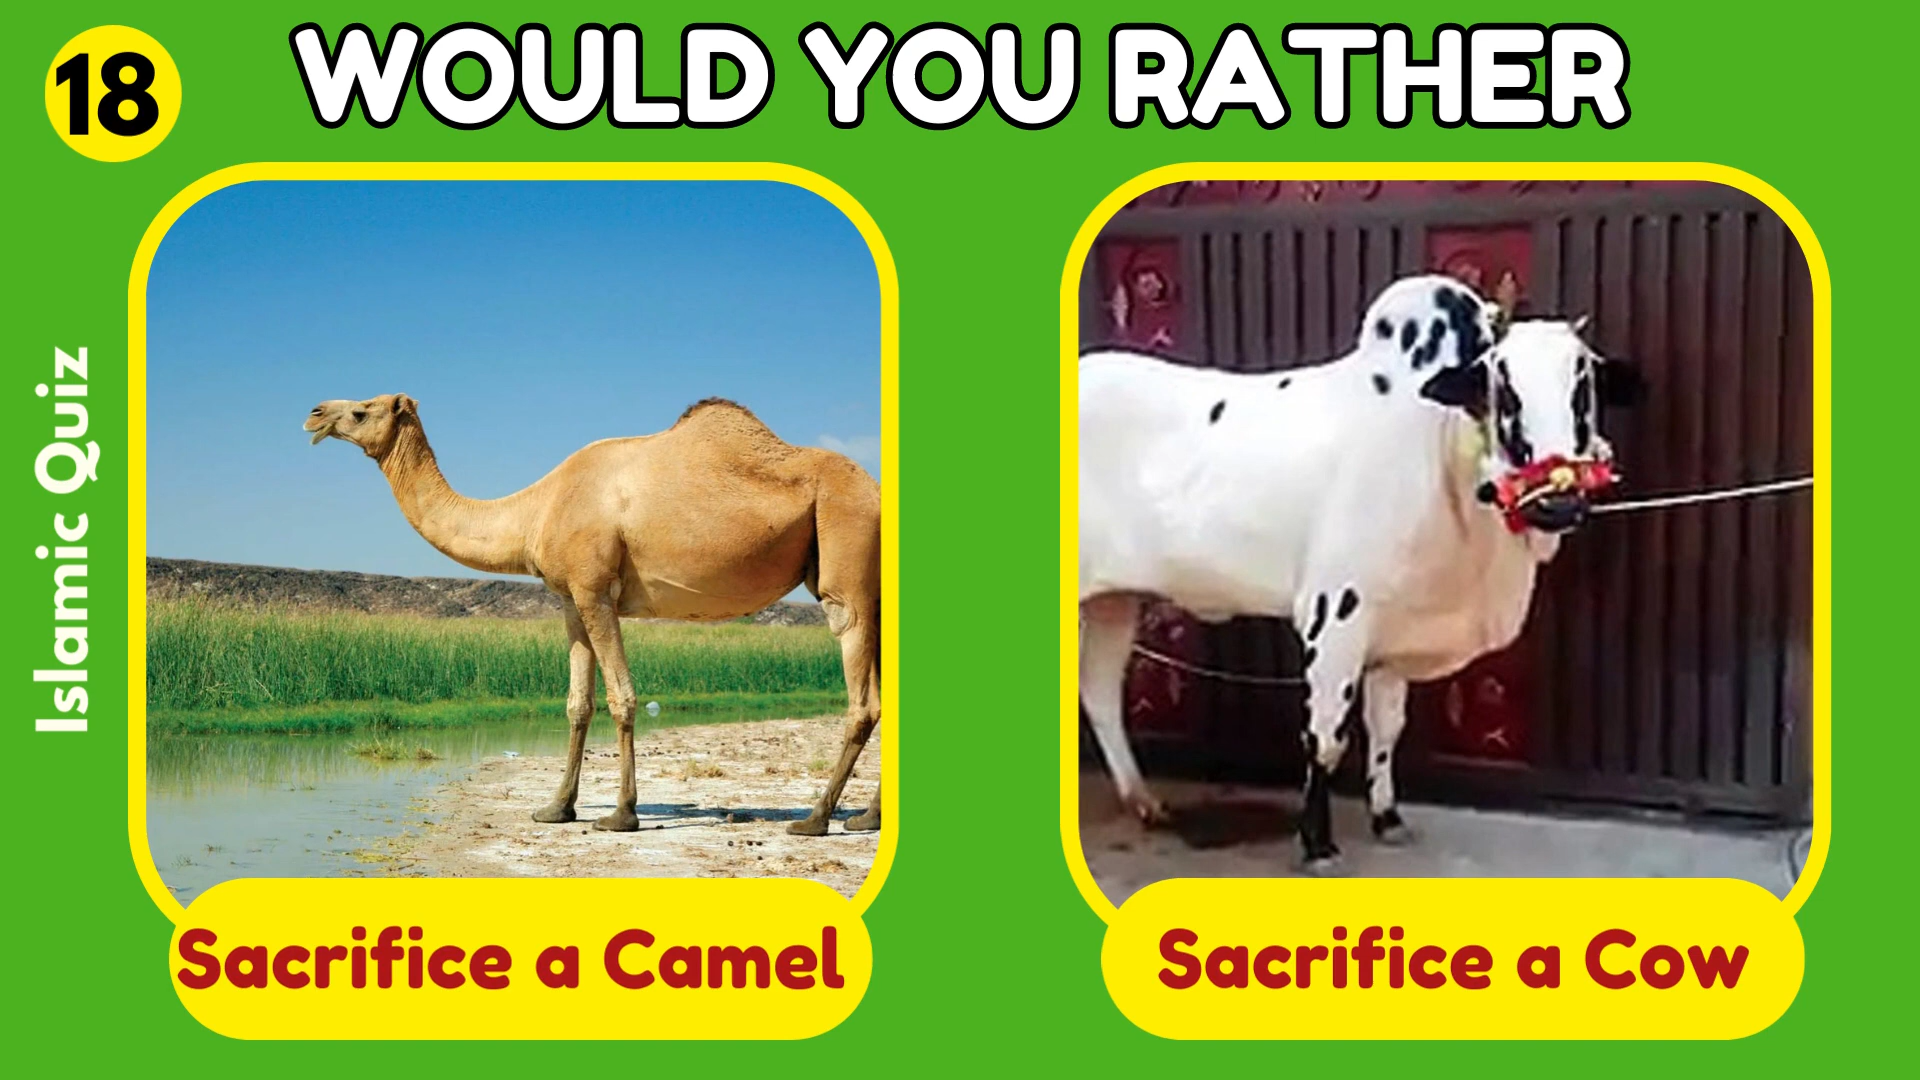 18
WOULD YOU RATHER
Islamic Quiz
Sacrifice a Camel
Sacrifice a Cow